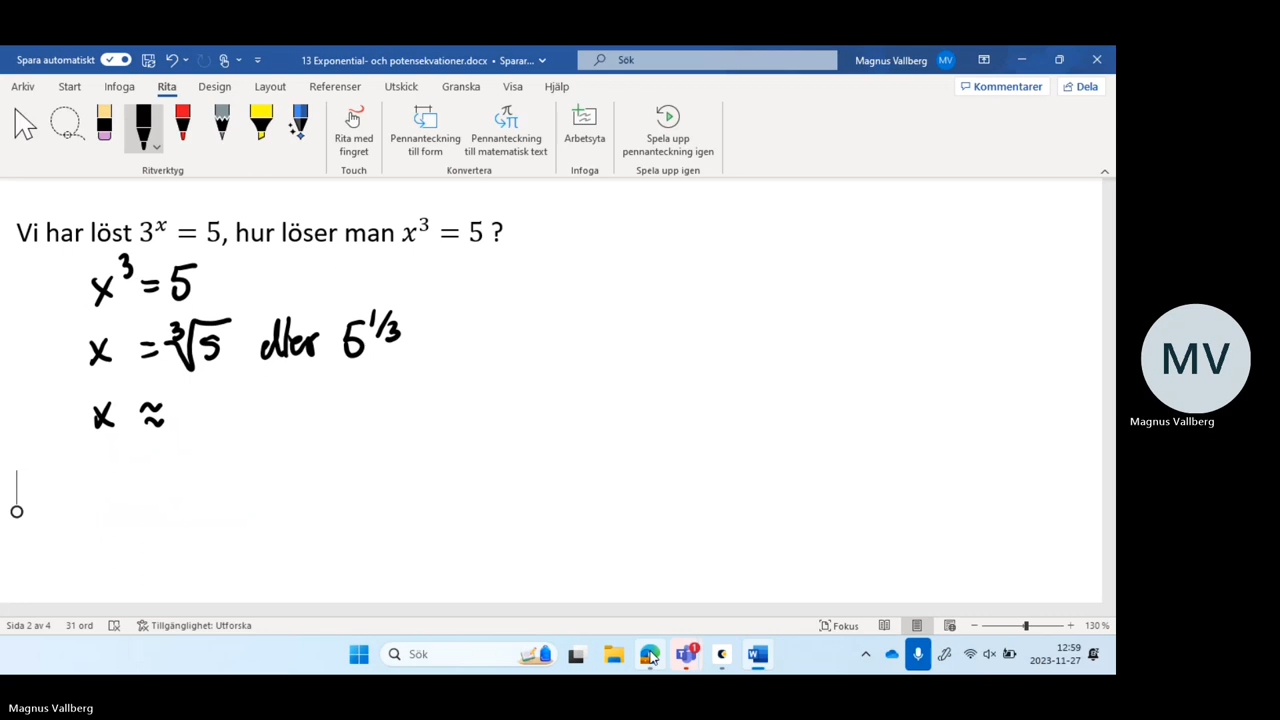 Spara automatiskt
13 Exponential- och potensekvationer.docx • Sparar...
Sök
Magnus Vallberg MV
Arkiv Start Infoga Rita Design Layout Referenser Utskick Granska Visa Hjälp
Kommentarer Dela
Rita med fingret
Pennanteckning till form
Pennanteckning till matematisk text
Arbetsyta
Spela upp pennanteckning igen
Ritverktyg Touch Konvertera Infoga Spela upp igen
Vi har löst 3^x = 5, hur löser man x^3 = 5 ?
x^3 = 5
x = ∛5 eller 5^1/3
x ≈
MV
Magnus Vallberg
Sida 2 av 4 31 ord Tillgänglighet: Utforska Fokus 130 %
Sök
1
12:59
2023-11-27
Magnus Vallberg